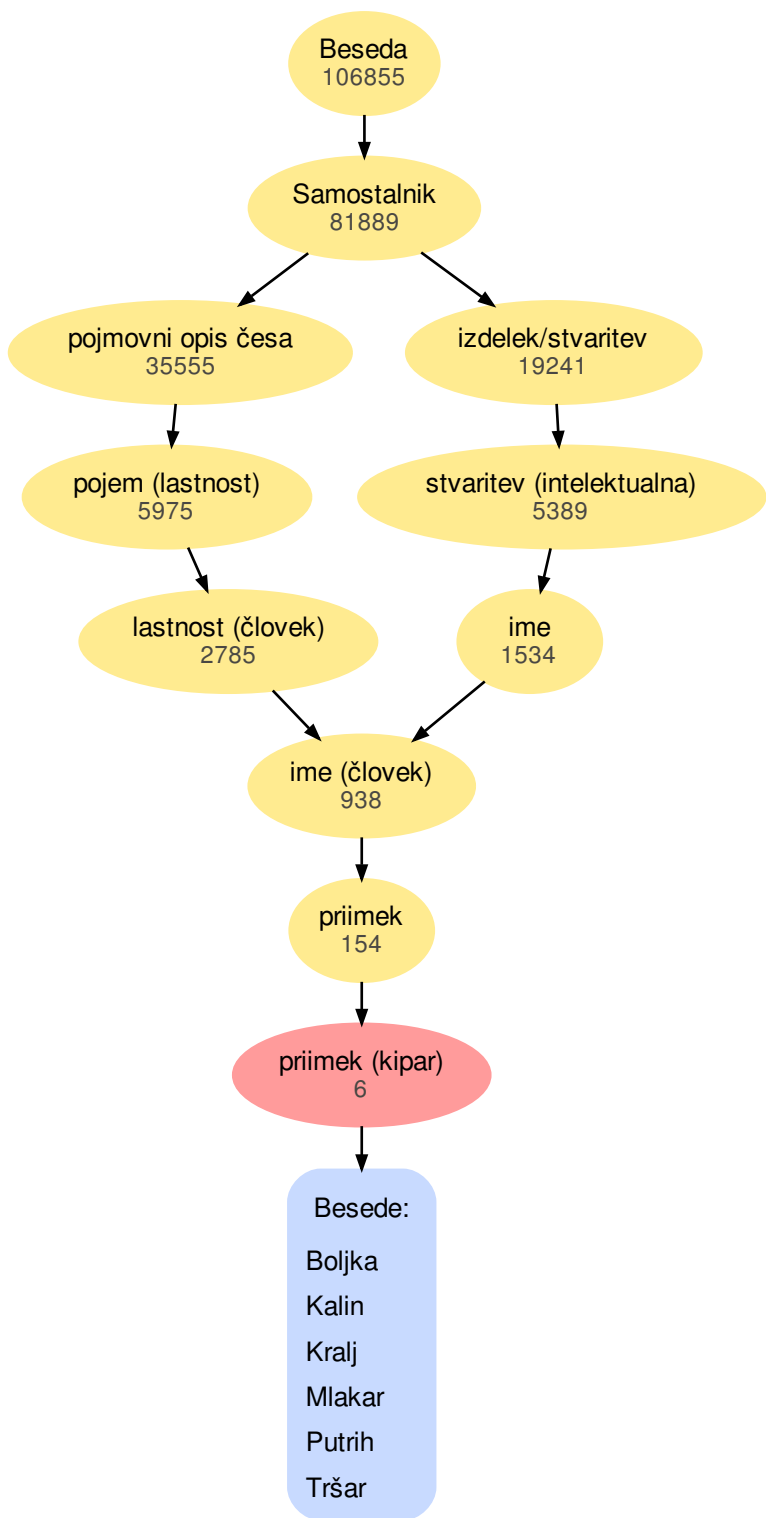 Beseda
106855
Samostalnik
81889
pojmovni opis česa
35555
izdelek/stvaritev
19241
pojem (lastnost)
5975
stvaritev (intelektualna)
5389
lastnost (človek)
2785
ime
1534
ime (človek)
938
priimek
154
priimek (kipar)
6
Besede:
Boljka
Kalin
Kralj
Mlakar
Putrih
Tršar